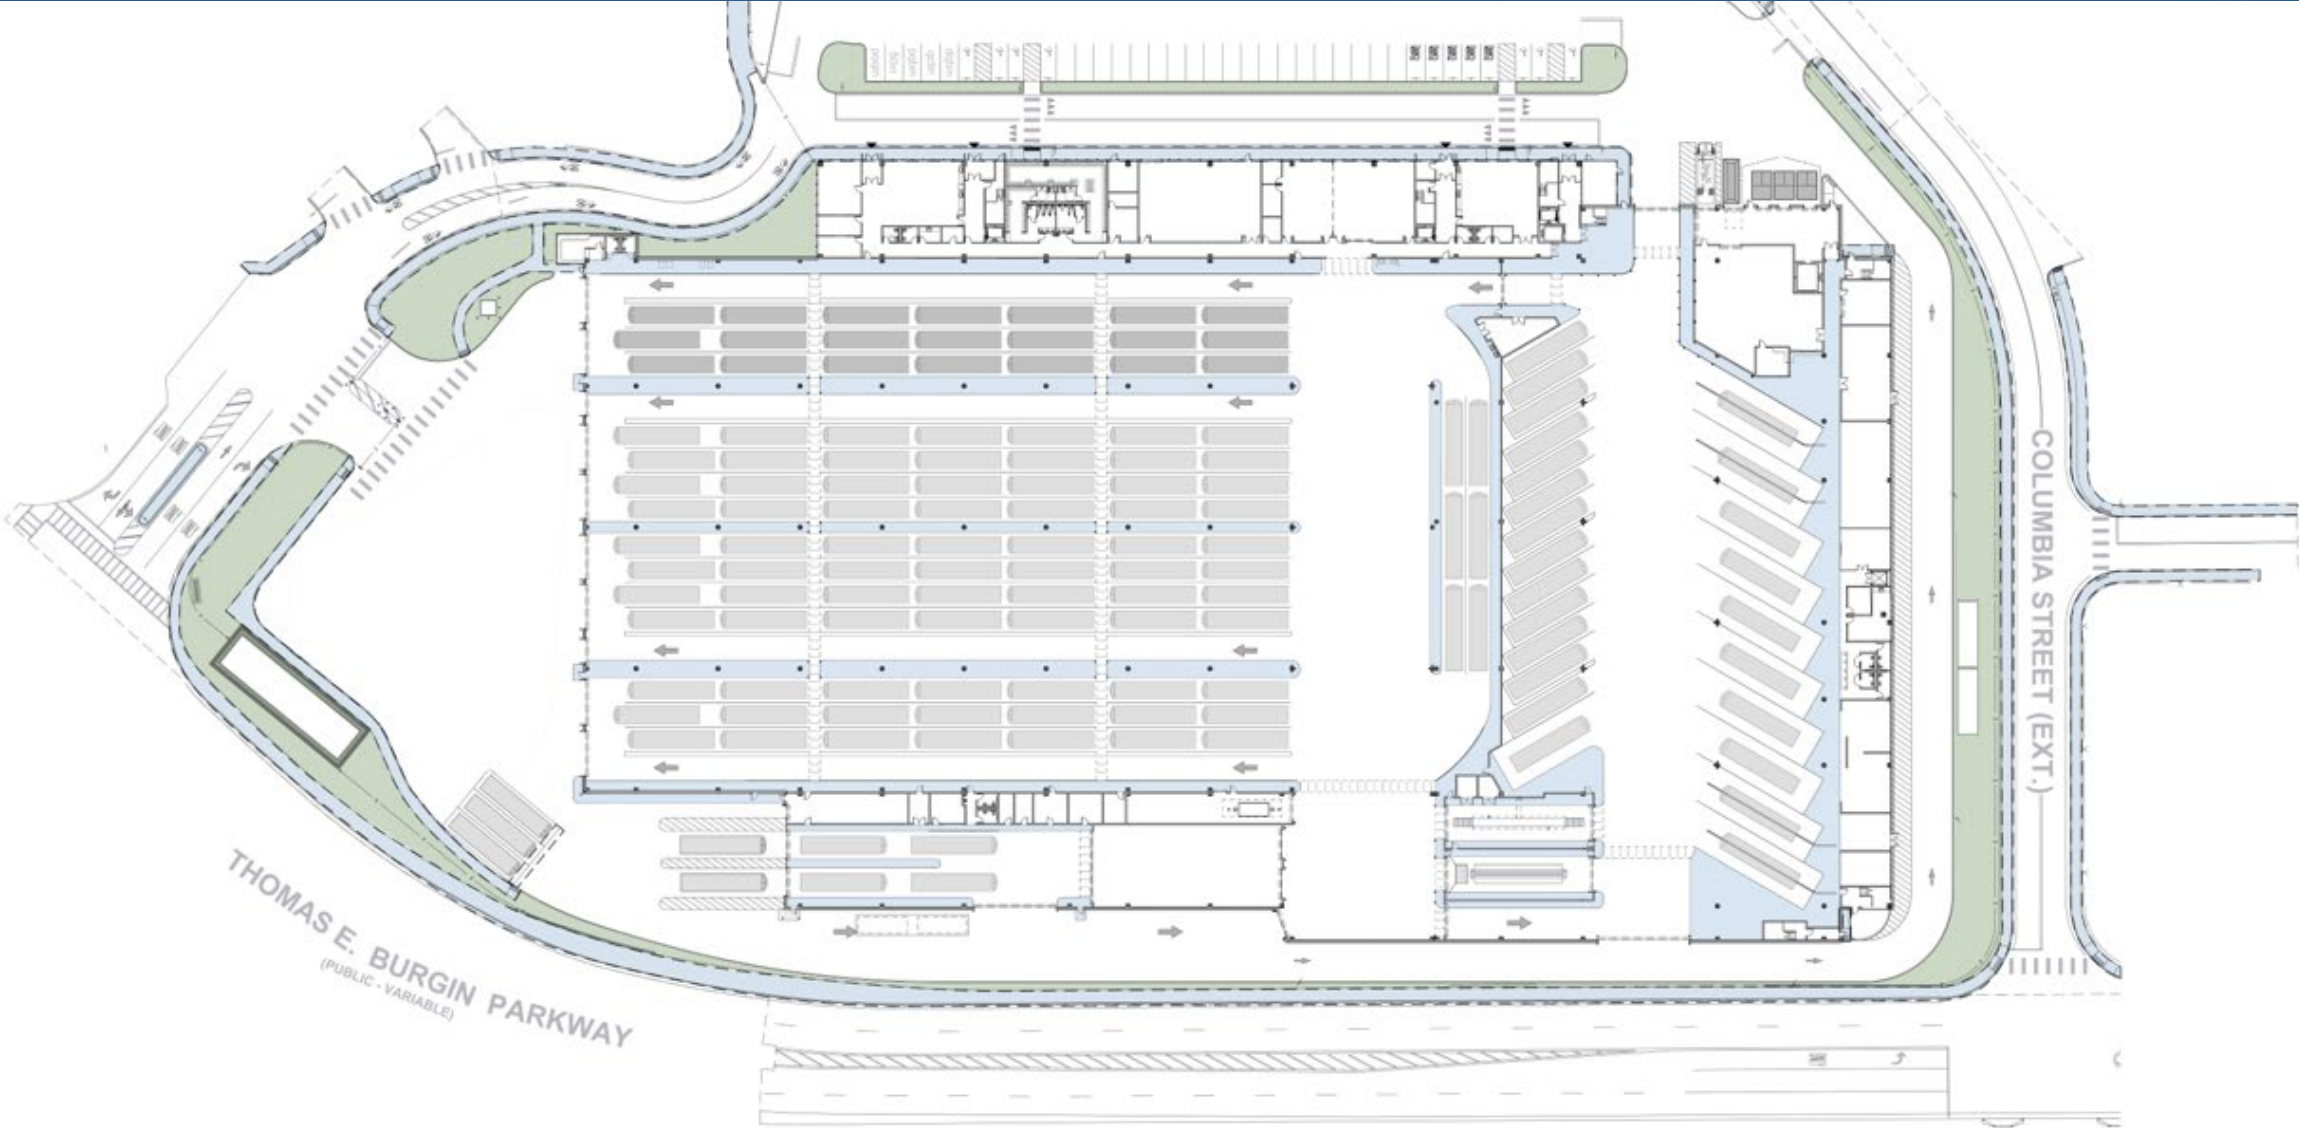 COLUMBIA STREET (EXT.)
THOMAS E. BURGIN PARKWAY
(PUBLIC - VARIABLE)